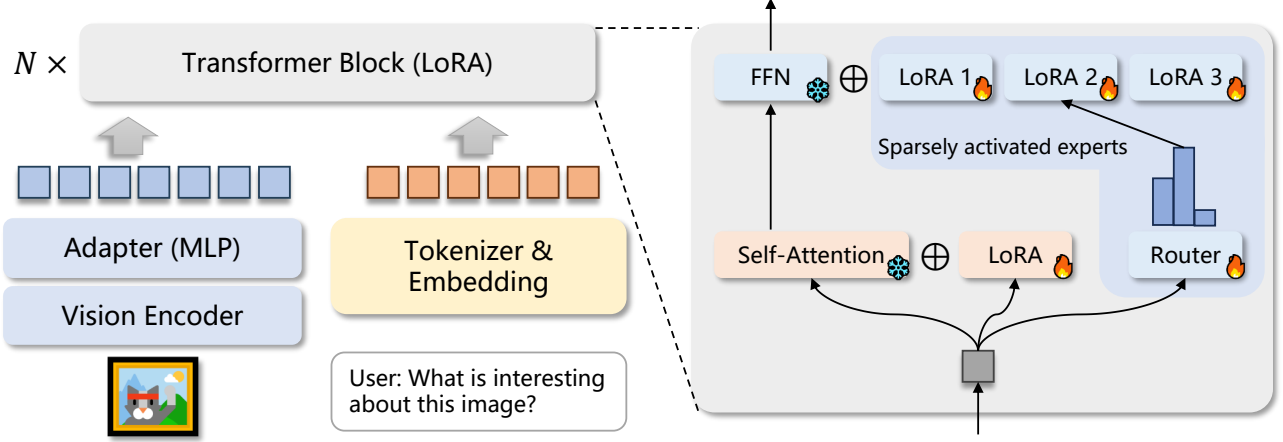 N ×
Transformer Block (LoRA)
Adapter (MLP)
Vision Encoder
Tokenizer &
Embedding
User: What is interesting
about this image?
FFN
⊕
LoRA 1
LoRA 2
LoRA 3
Sparsely activated experts
Self-Attention
⊕
LoRA
Router